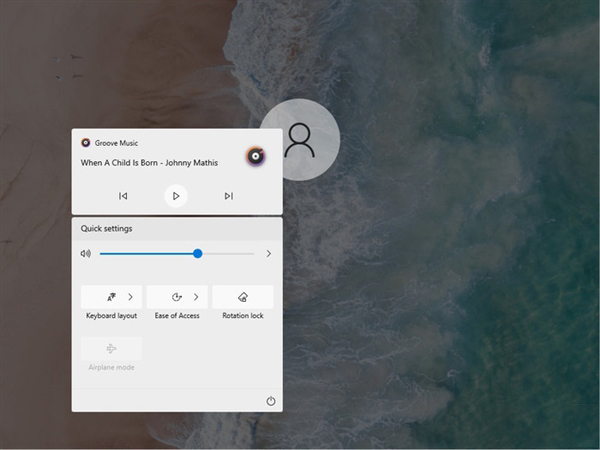 Groove Music
When A Child Is Born - Johnny Mathis
Quick settings
Keyboard layout
Ease of Access
Rotation lock
Airplane mode